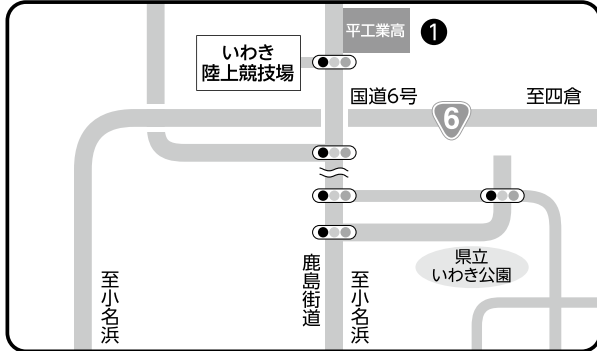 平工業高
1
いわき
陸上競技場
国道6号
6
至四倉
県立
いわき公園
至小名浜
鹿島街道
至小名浜